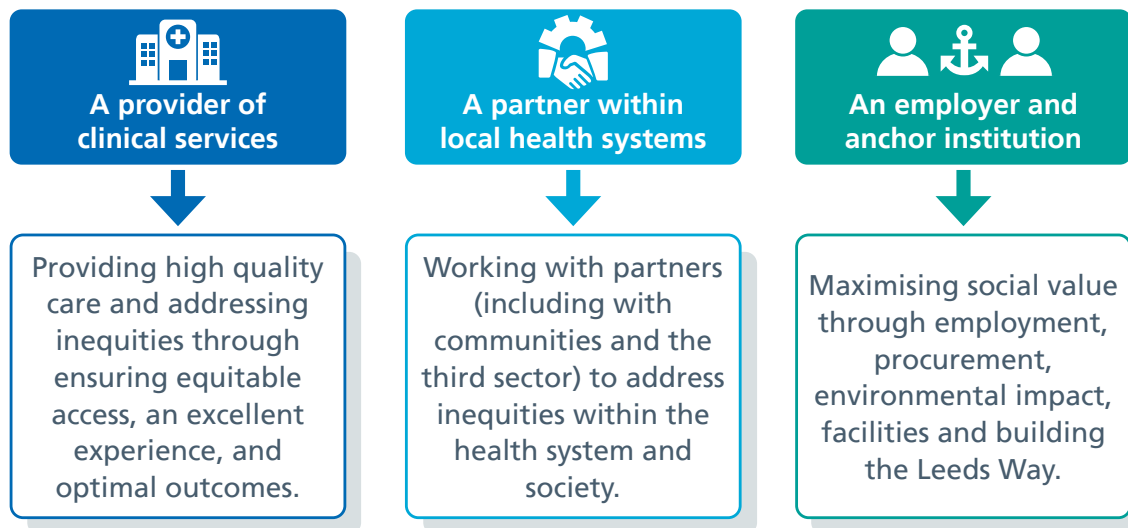 A provider of
clinical services
Providing high quality
care and addressing
inequities through
ensuring equitable
access, an excellent
experience, and
optimal outcomes.
A partner within
local health systems
Working with partners
(including with
communities and the
third sector) to address
inequities within the
health system and
society.
An employer and
anchor institution
Maximising social value
through employment,
procurement,
environmental impact,
facilities and building
the Leeds Way.